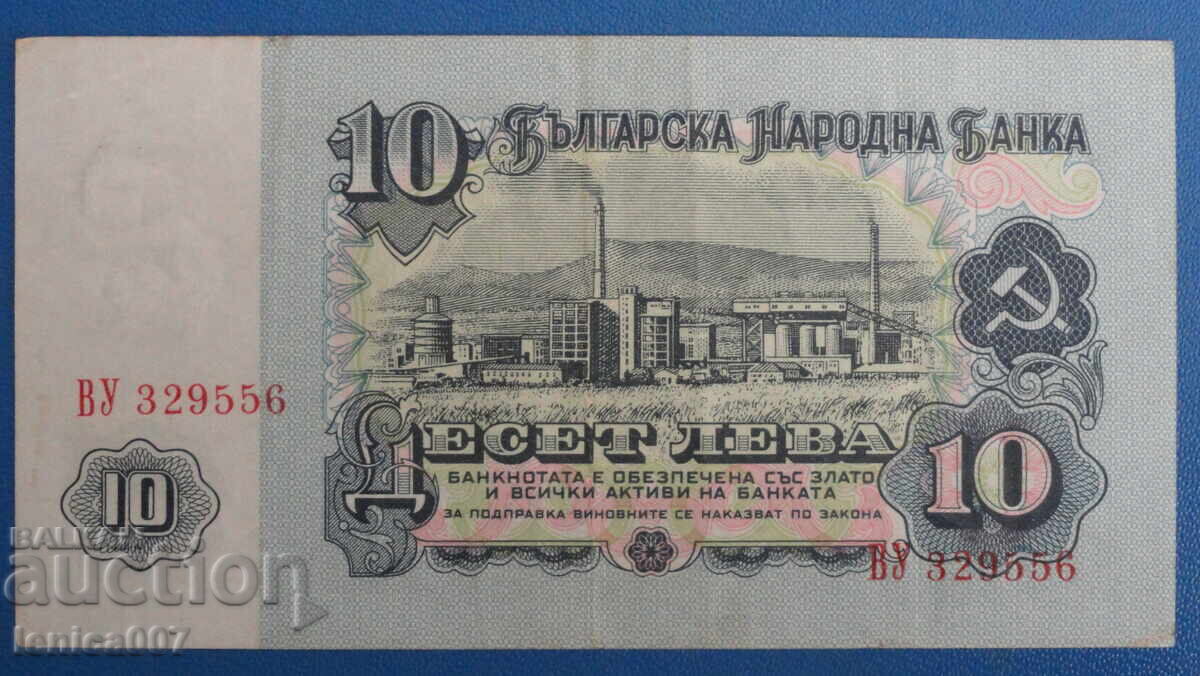 10 БЪЛГАРСКА НАРОДНА БАНКА
ВУ 329556
ДЕСЕТ ЛЕВА
БАНКНОТАТА Е ОБЕЗПЕЧЕНА СЪС ЗЛАТО
И ВСИЧКИ АКТИВИ НА БАНКАТА
ЗА ПОДПРАВКА ВИНОВНИТЕ СЕ НАКАЗВАТ ПО ЗАКОНА
10
10
ВУ 329556
BALKAN
auction
lenica007